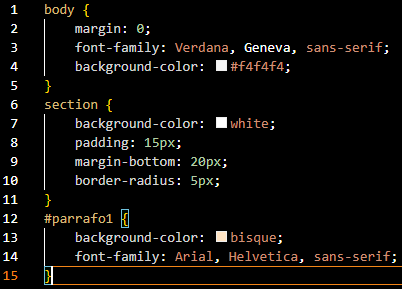 1 body {
2     margin: 0;
3     font-family: Verdana, Geneva, sans-serif;
4     background-color: #f4f4f4;
5 }
6 section {
7     background-color: white;
8     padding: 15px;
9     margin-bottom: 20px;
10     border-radius: 5px;
11 }
12 #parrafo1 {
13     background-color: bisque;
14     font-family: Arial, Helvetica, sans-serif;
15 }